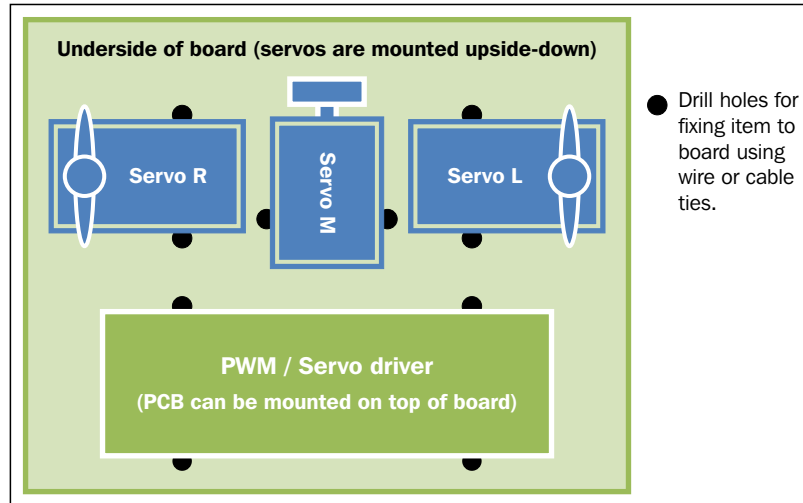 Underside of board (servos are mounted upside-down)
Servo R
Servo M
Servo L
Drill holes for
fixing item to
board using
wire or cable
ties.
PWM / Servo driver
(PCB can be mounted on top of board)